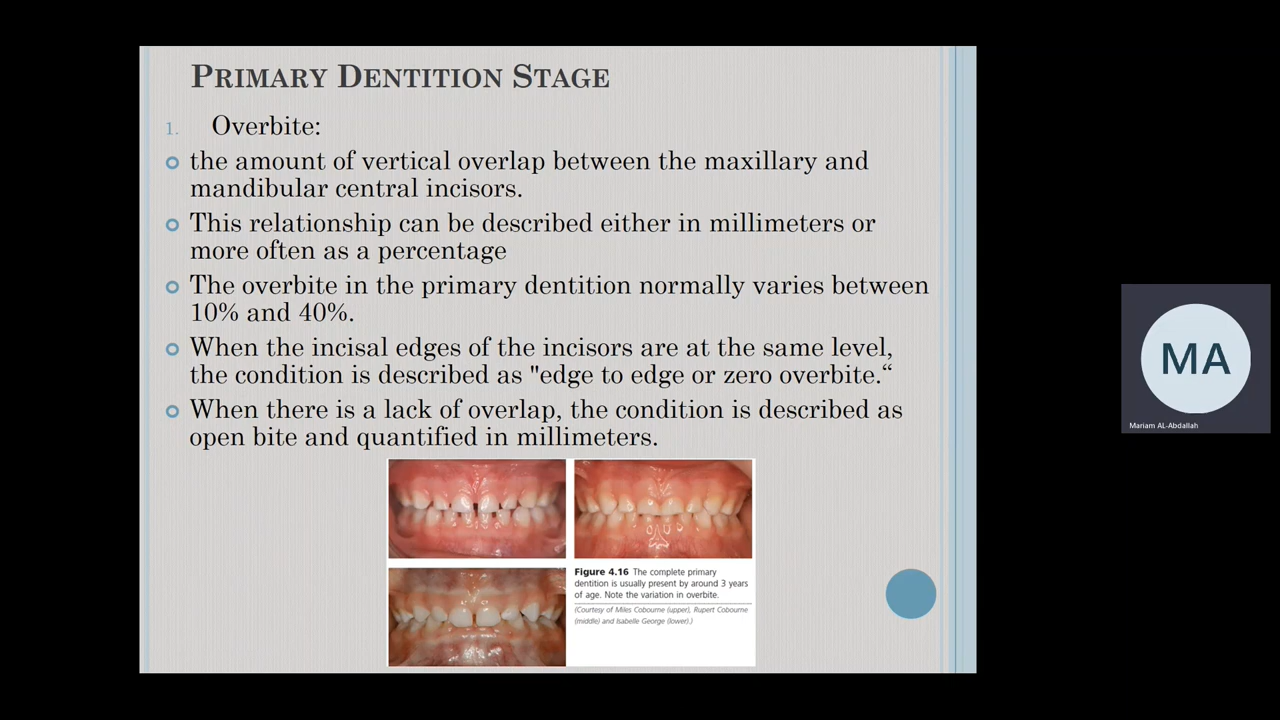 PRIMARY DENTITION STAGE
1. Overbite:
the amount of vertical overlap between the maxillary and
mandibular central incisors.
This relationship can be described either in millimeters or
more often as a percentage
The overbite in the primary dentition normally varies between
10% and 40%.
When the incisal edges of the incisors are at the same level,
the condition is described as "edge to edge or zero overbite.“
When there is a lack of overlap, the condition is described as
open bite and quantified in millimeters.
Figure 4.16 The complete primary
dentition is usually present by around 3 years
of age. Note the variation in overbite.
(Courtesy of Miles Cobourne (upper), Rupert Cobourne
(middle) and Isabelle George (lower).)
MA
Mariam AL-Abdallah